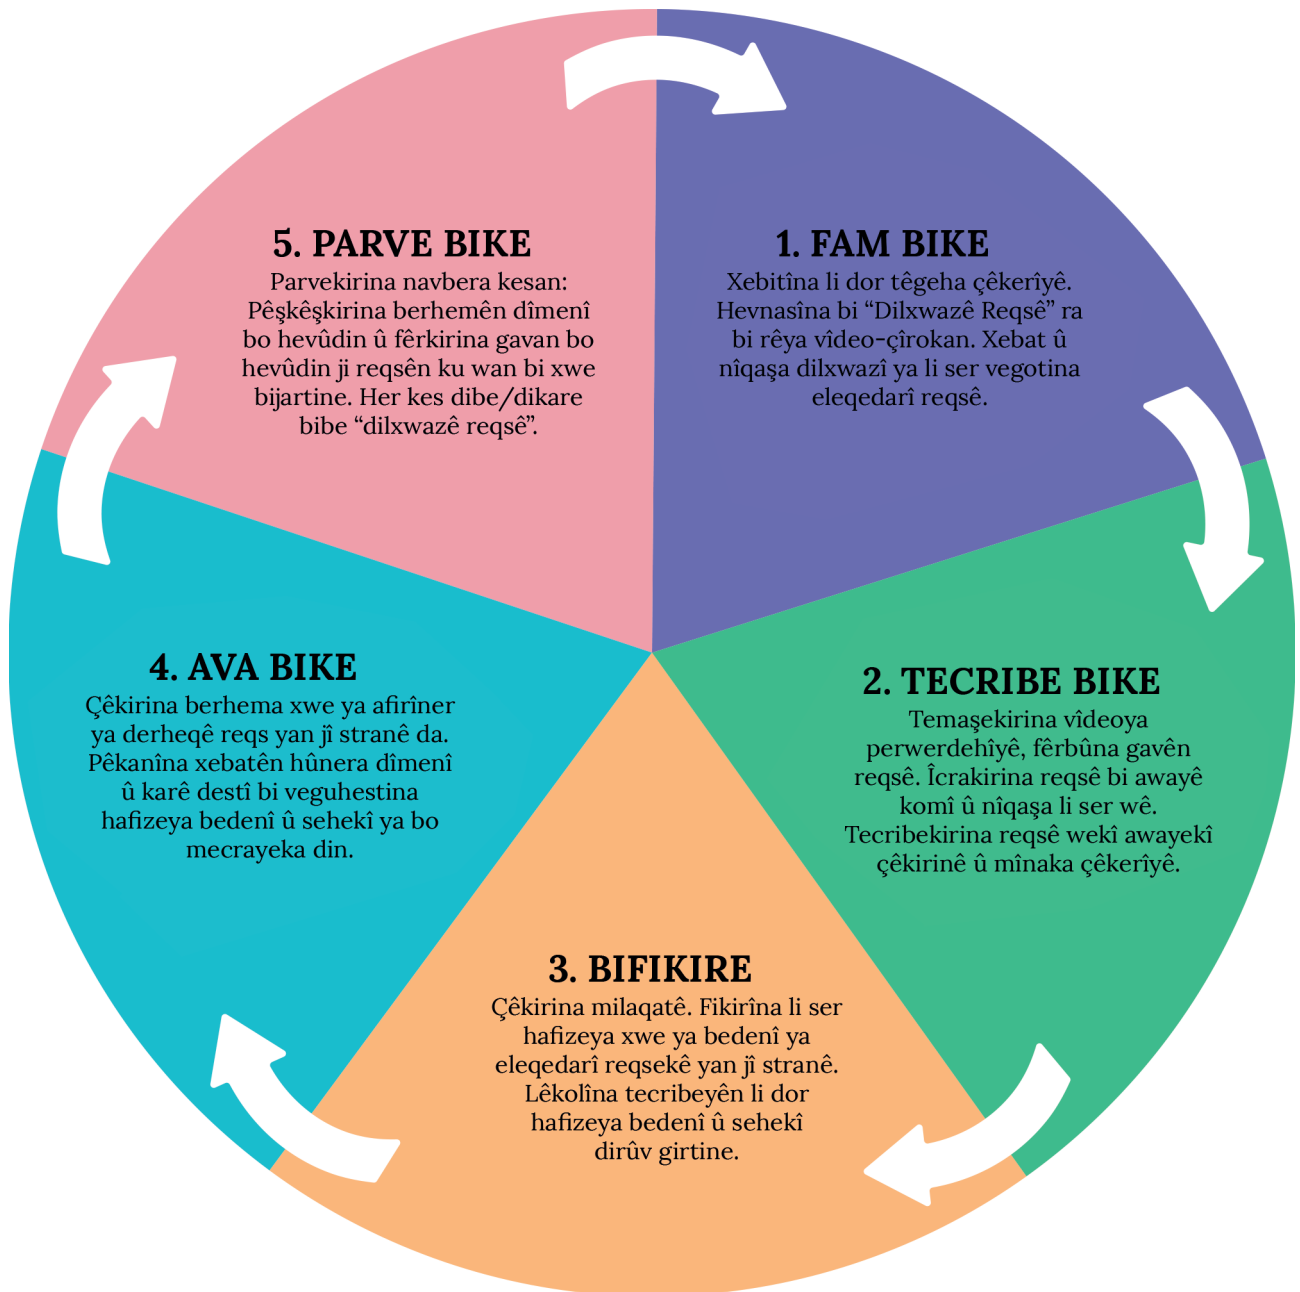 1. FAM BIKE
Xebitîna li dor têgeha çêkerîyê.
Hevnasîna bi “Dilxwazê Reqsê” ra
bi rêya vîdeo-çîrokan. Xebat û
nîqaşa dilxwazî ya li ser vegotina
eleqedarî reqsê.
2. TECRIBE BIKE
Temaşekirina vîdeoya
perwerdehîyê, fêrbûna gavên
reqsê. Îcrakirina reqsê bi awayê
komî û nîqaşa li ser wê.
Tecribekirina reqsê wekî awayekî
çêkirinê û mînaka çêkerîyê.
3. BIFIKIRE
Çêkirina milaqatê. Fikirîna li ser
hafizeya xwe ya bedenî ya
eleqedarî reqsekê yan jî stranê.
Lêkolîna tecribeyên li dor
hafizeya bedenî û sehekî
dirûv girtine.
4. AVA BIKE
Çêkirina berhema xwe ya afirîner
ya derheqê reqs yan jî stranê da.
Pêkanîna xebatên hûnera dîmenî
û karê destî bi veguhestina
hafizeya bedenî û sehekî ya bo
mecrayeka din.
5. PARVE BIKE
Parvekirina navbera kesan:
Pêşkêşkirina berhemên dîmenî
bo hevûdin û fêrkirina gavan bo
hevûdin ji reqsên ku wan bi xwe
bijartine. Her kes dibe/dikare
bibe “dilxwazê reqsê”.